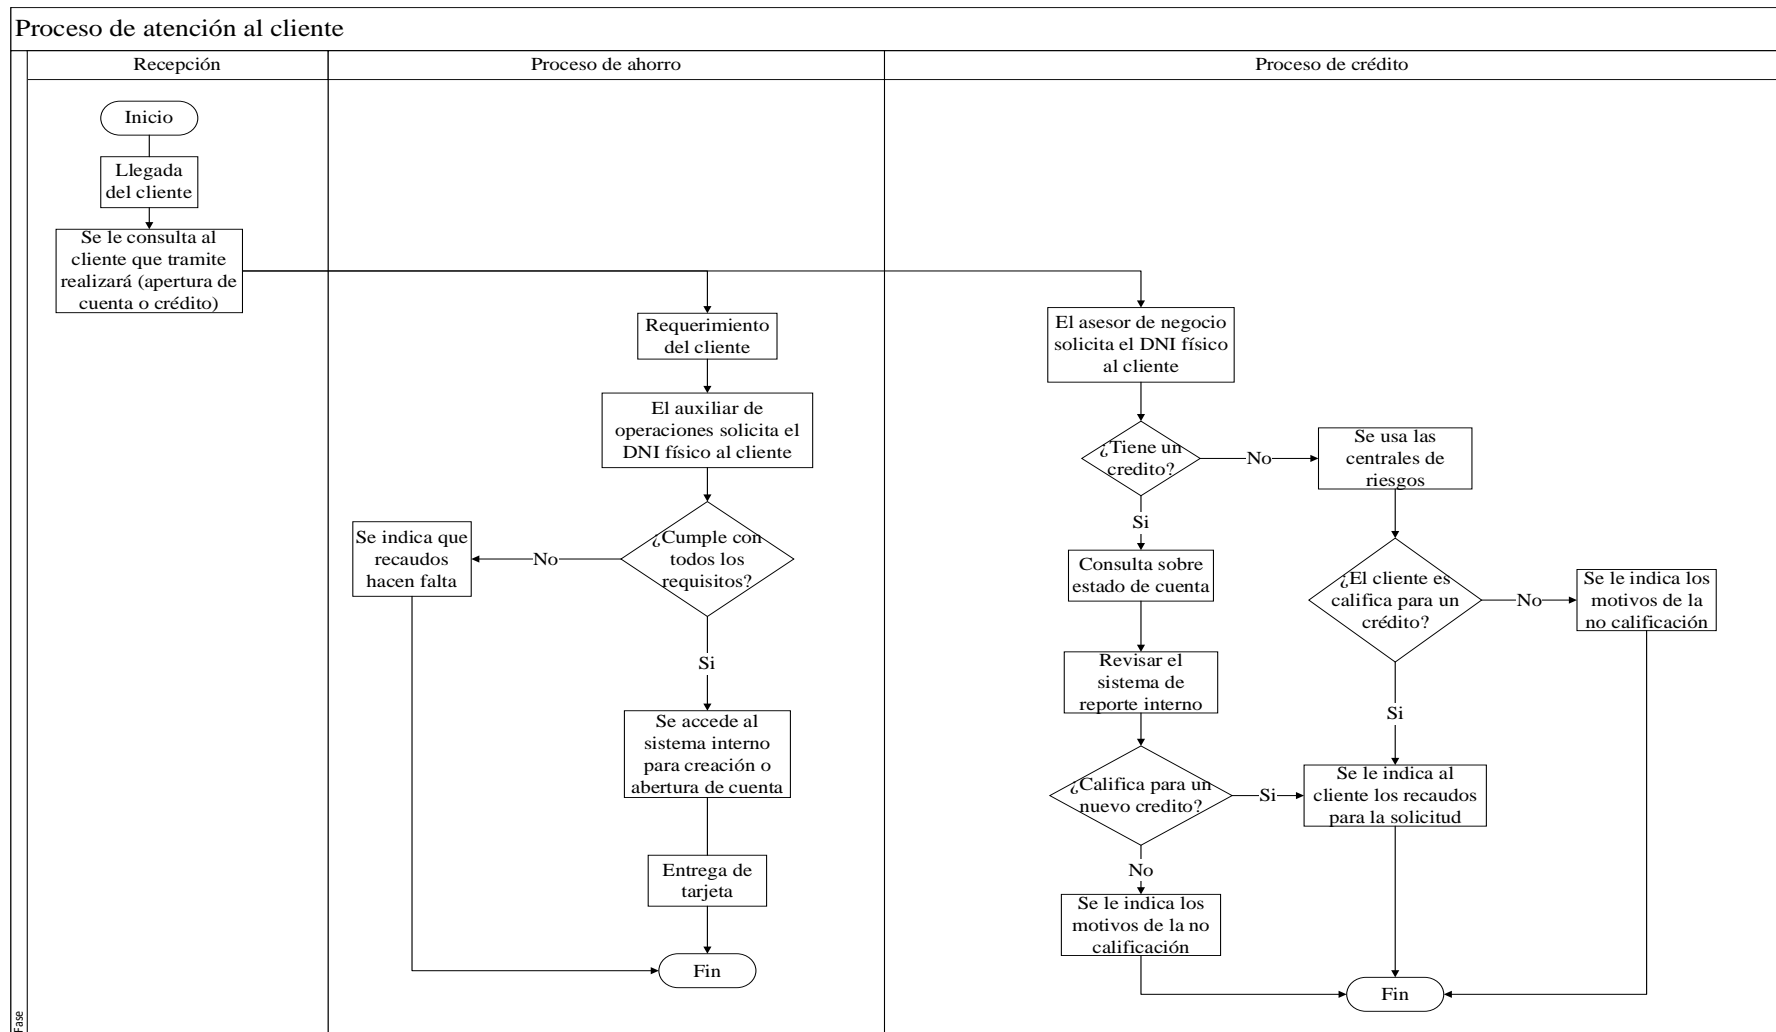 Proceso de atención al cliente
Recepción
Proceso de ahorro
Proceso de crédito
Inicio
Llegada
del cliente
Se le consulta al
cliente que tramite
realizará (apertura de
cuenta o crédito)
Requerimiento
del cliente
El auxiliar de
operaciones solicita el
DNI físico al cliente
¿Cumple con
todos los
requisitos?
No
Se indica que
recaudos
hacen falta
Si
Se accede al
sistema interno
para creación o
abertura de cuenta
Entrega de
tarjeta
Fin
El asesor de negocio
solicita el DNI físico
al cliente
¿Tiene un
credito?
No
Se usa las
centrales de
riesgos
Si
Consulta sobre
estado de cuenta
¿El cliente es
califica para un
crédito?
No
Se le indica los
motivos de la
no calificación
Revisar el
sistema de
reporte interno
Si
¿Califica para un
nuevo credito?
Si
Se le indica al
cliente los recaudos
para la solicitud
No
Se le indica los
motivos de la no
calificación
Fin
Fase